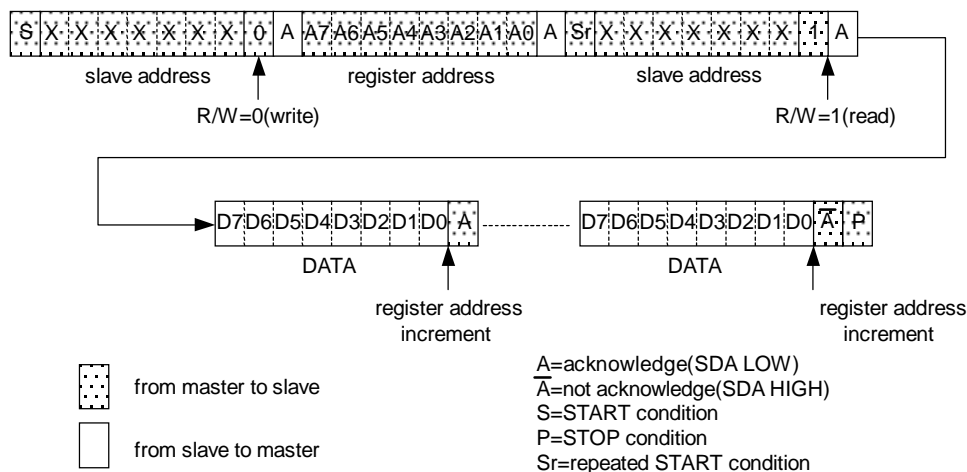 S X X X X X X X 0 A A7 A6 A5 A4 A3 A2 A1 A0 A Sr X X X X X X X 1 A
slave address register address slave address
R/W=0(write) R/W=1(read)
D7 D6 D5 D4 D3 D2 D1 D0 A D7 D6 D5 D4 D3 D2 D1 D0 A̅ P
DATA DATA
register address register address
increment increment
A=acknowledge(SDA LOW)
from master to slave A̅=not acknowledge(SDA HIGH)
S=START condition
from slave to master P=STOP condition
Sr=repeated START condition